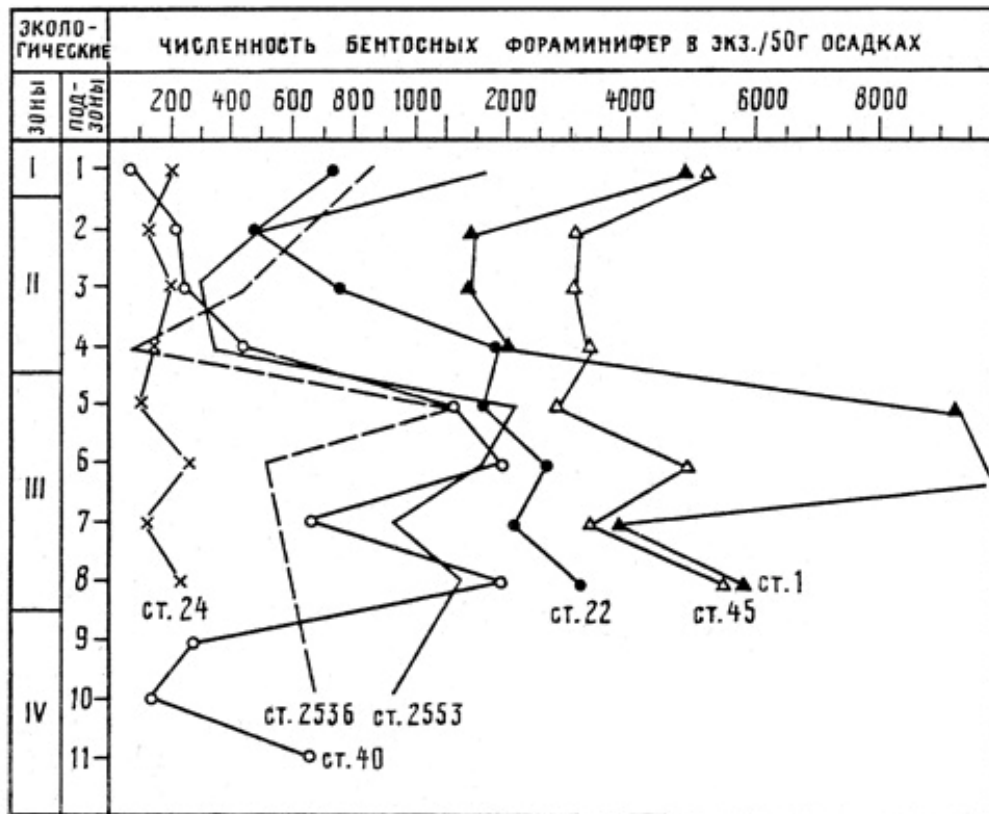 ЭКОЛО-
ГИЧЕСКИЕ
ЧИСЛЕННОСТЬ БЕНТОСНЫХ ФОРАМИНИФЕР В ЭКЗ./50Г ОСАДКАХ
ЗОНЫ
ПОД-
ЗОНЫ
200 400 600 800 1000 2000 4000 6000 8000
I
1
2
II
3
4
5
6
III
7
8
ст.24
ст.22
ст.45
ст.1
9
IV
10
ст.2536
ст.2553
11
ст.40